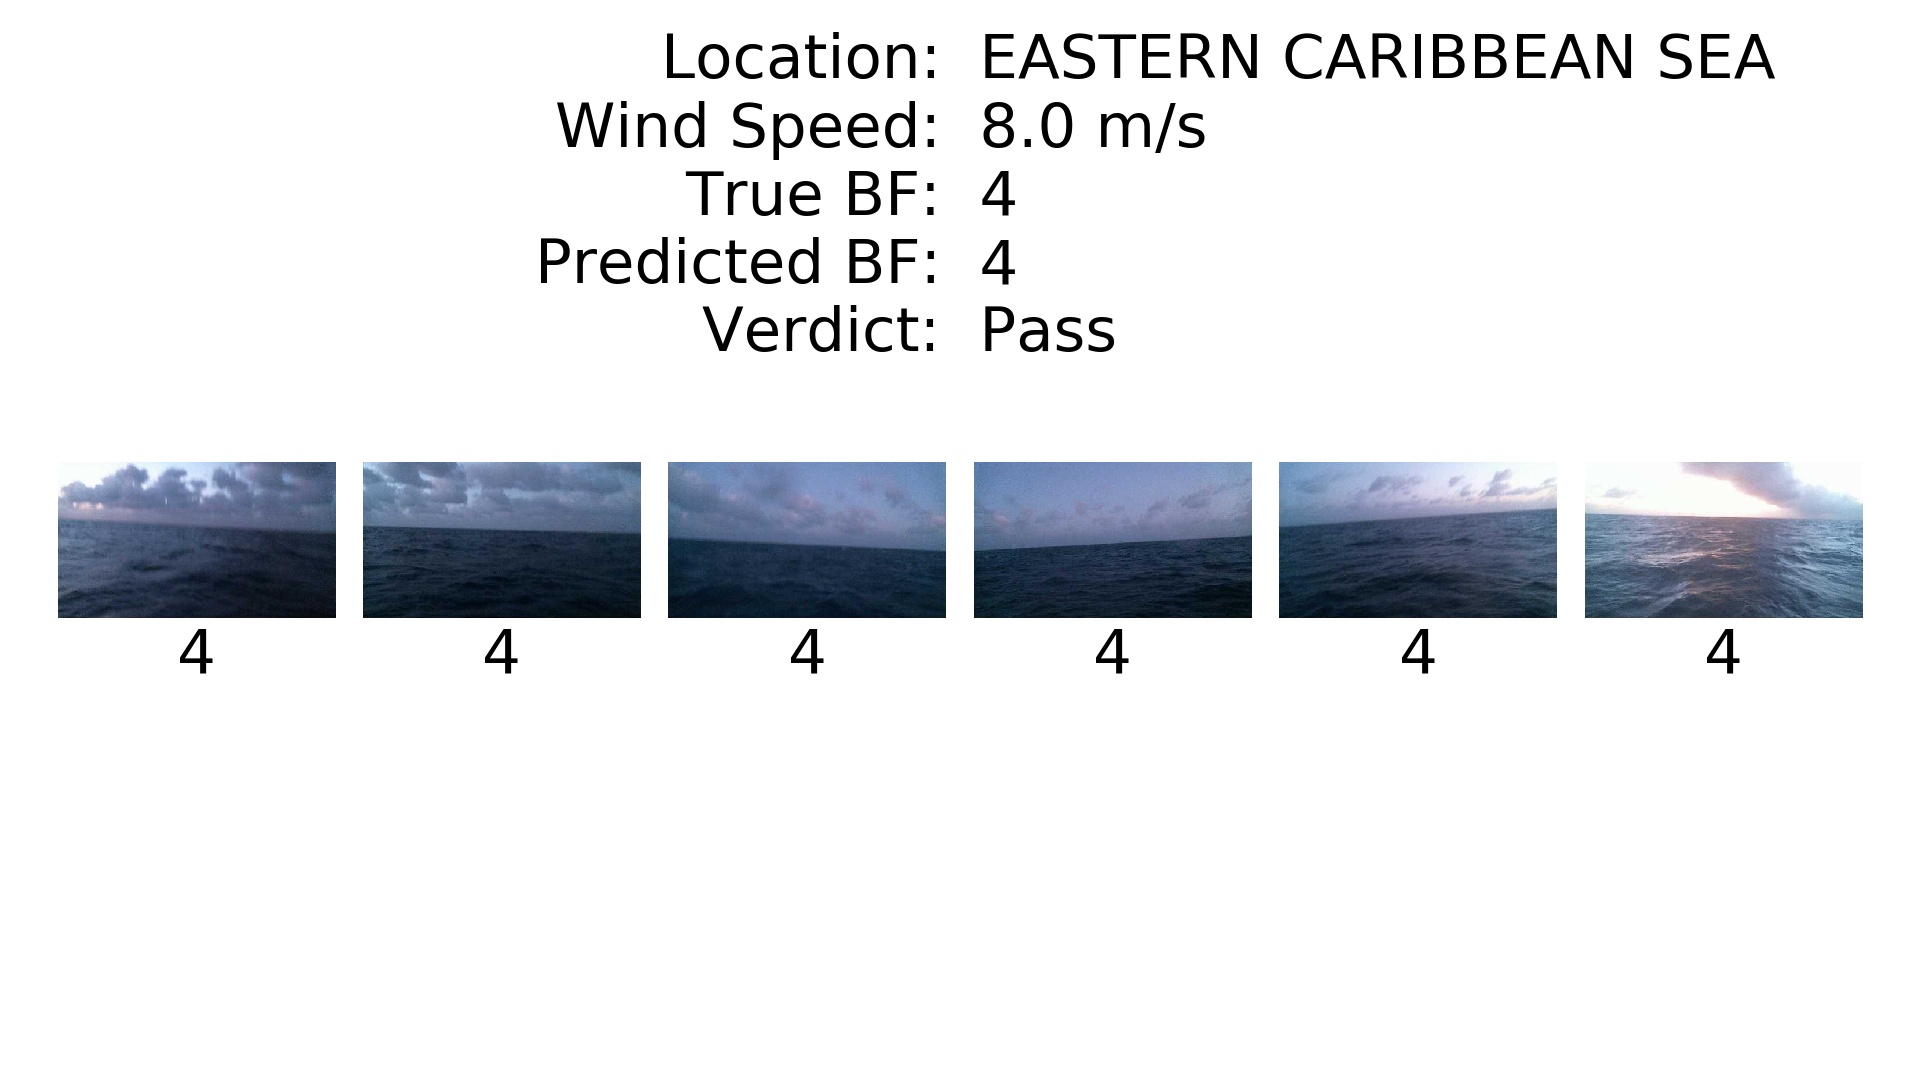 Location: EASTERN CARIBBEAN SEA
Wind Speed: 8.0 m/s
True BF: 4
Predicted BF: 4
Verdict: Pass
4 4 4 4 4 4